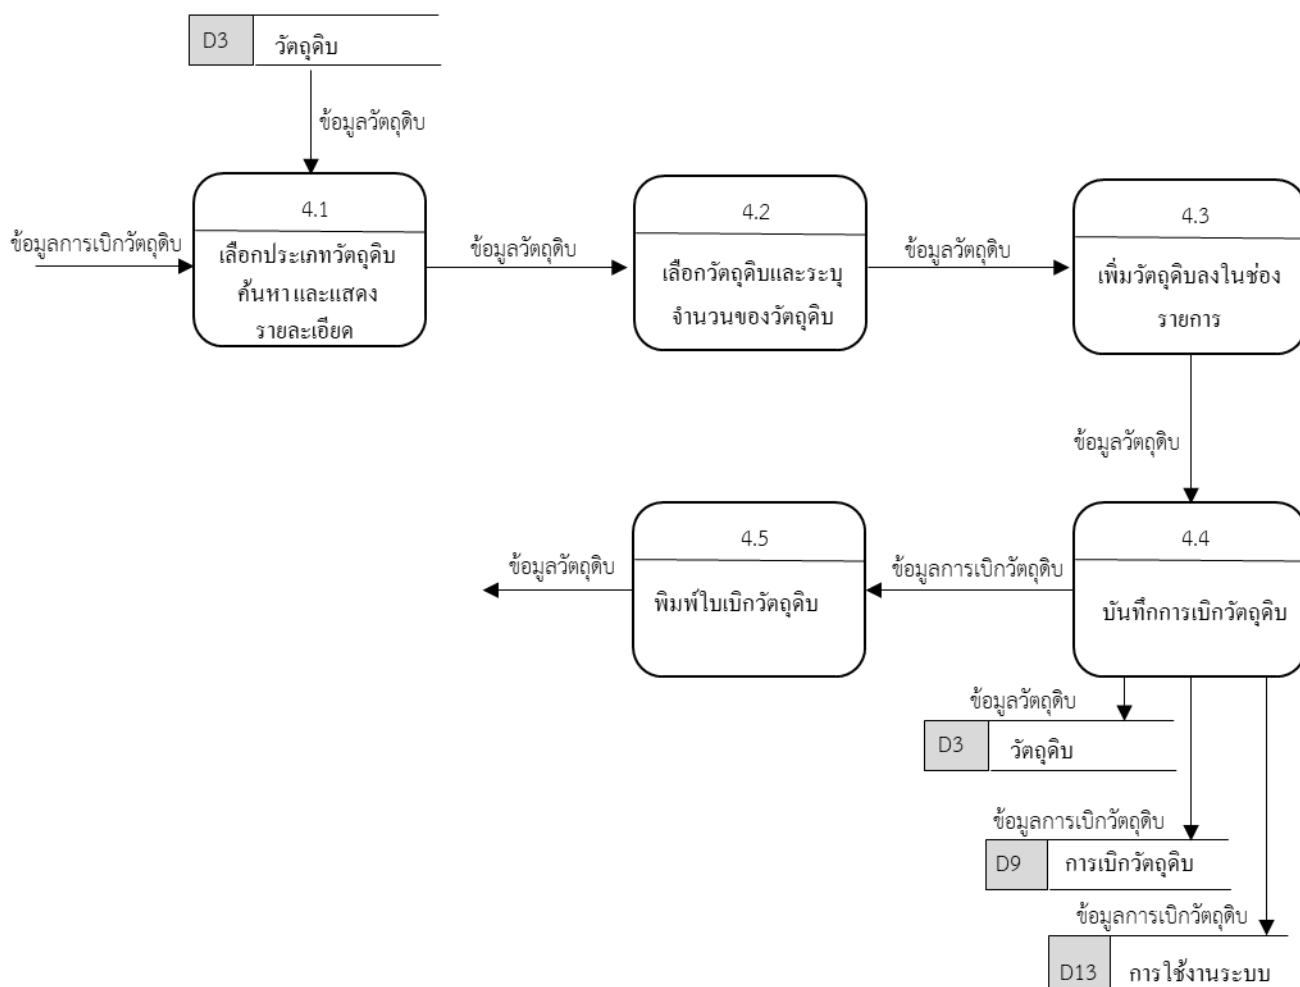 D3
วัตถุดิบ
ข้อมูลวัตถุดิบ
4.1
เลือกประเภทวัตถุดิบ
ค้นหา และแสดง
รายละเอียด
ข้อมูลการเบิกวัตถุดิบ
ข้อมูลวัตถุดิบ
4.2
เลือกวัตถุดิบและระบุ
จำนวนของวัตถุดิบ
ข้อมูลวัตถุดิบ
4.3
เพิ่มวัตถุดิบลงในช่อง
รายการ
ข้อมูลวัตถุดิบ
4.4
บันทึกการเบิกวัตถุดิบ
ข้อมูลการเบิกวัตถุดิบ
4.5
พิมพ์ใบเบิกวัตถุดิบ
ข้อมูลวัตถุดิบ
ข้อมูลวัตถุดิบ
D3
วัตถุดิบ
ข้อมูลการเบิกวัตถุดิบ
D9
การเบิกวัตถุดิบ
ข้อมูลการเบิกวัตถุดิบ
D13
การใช้งานระบบ